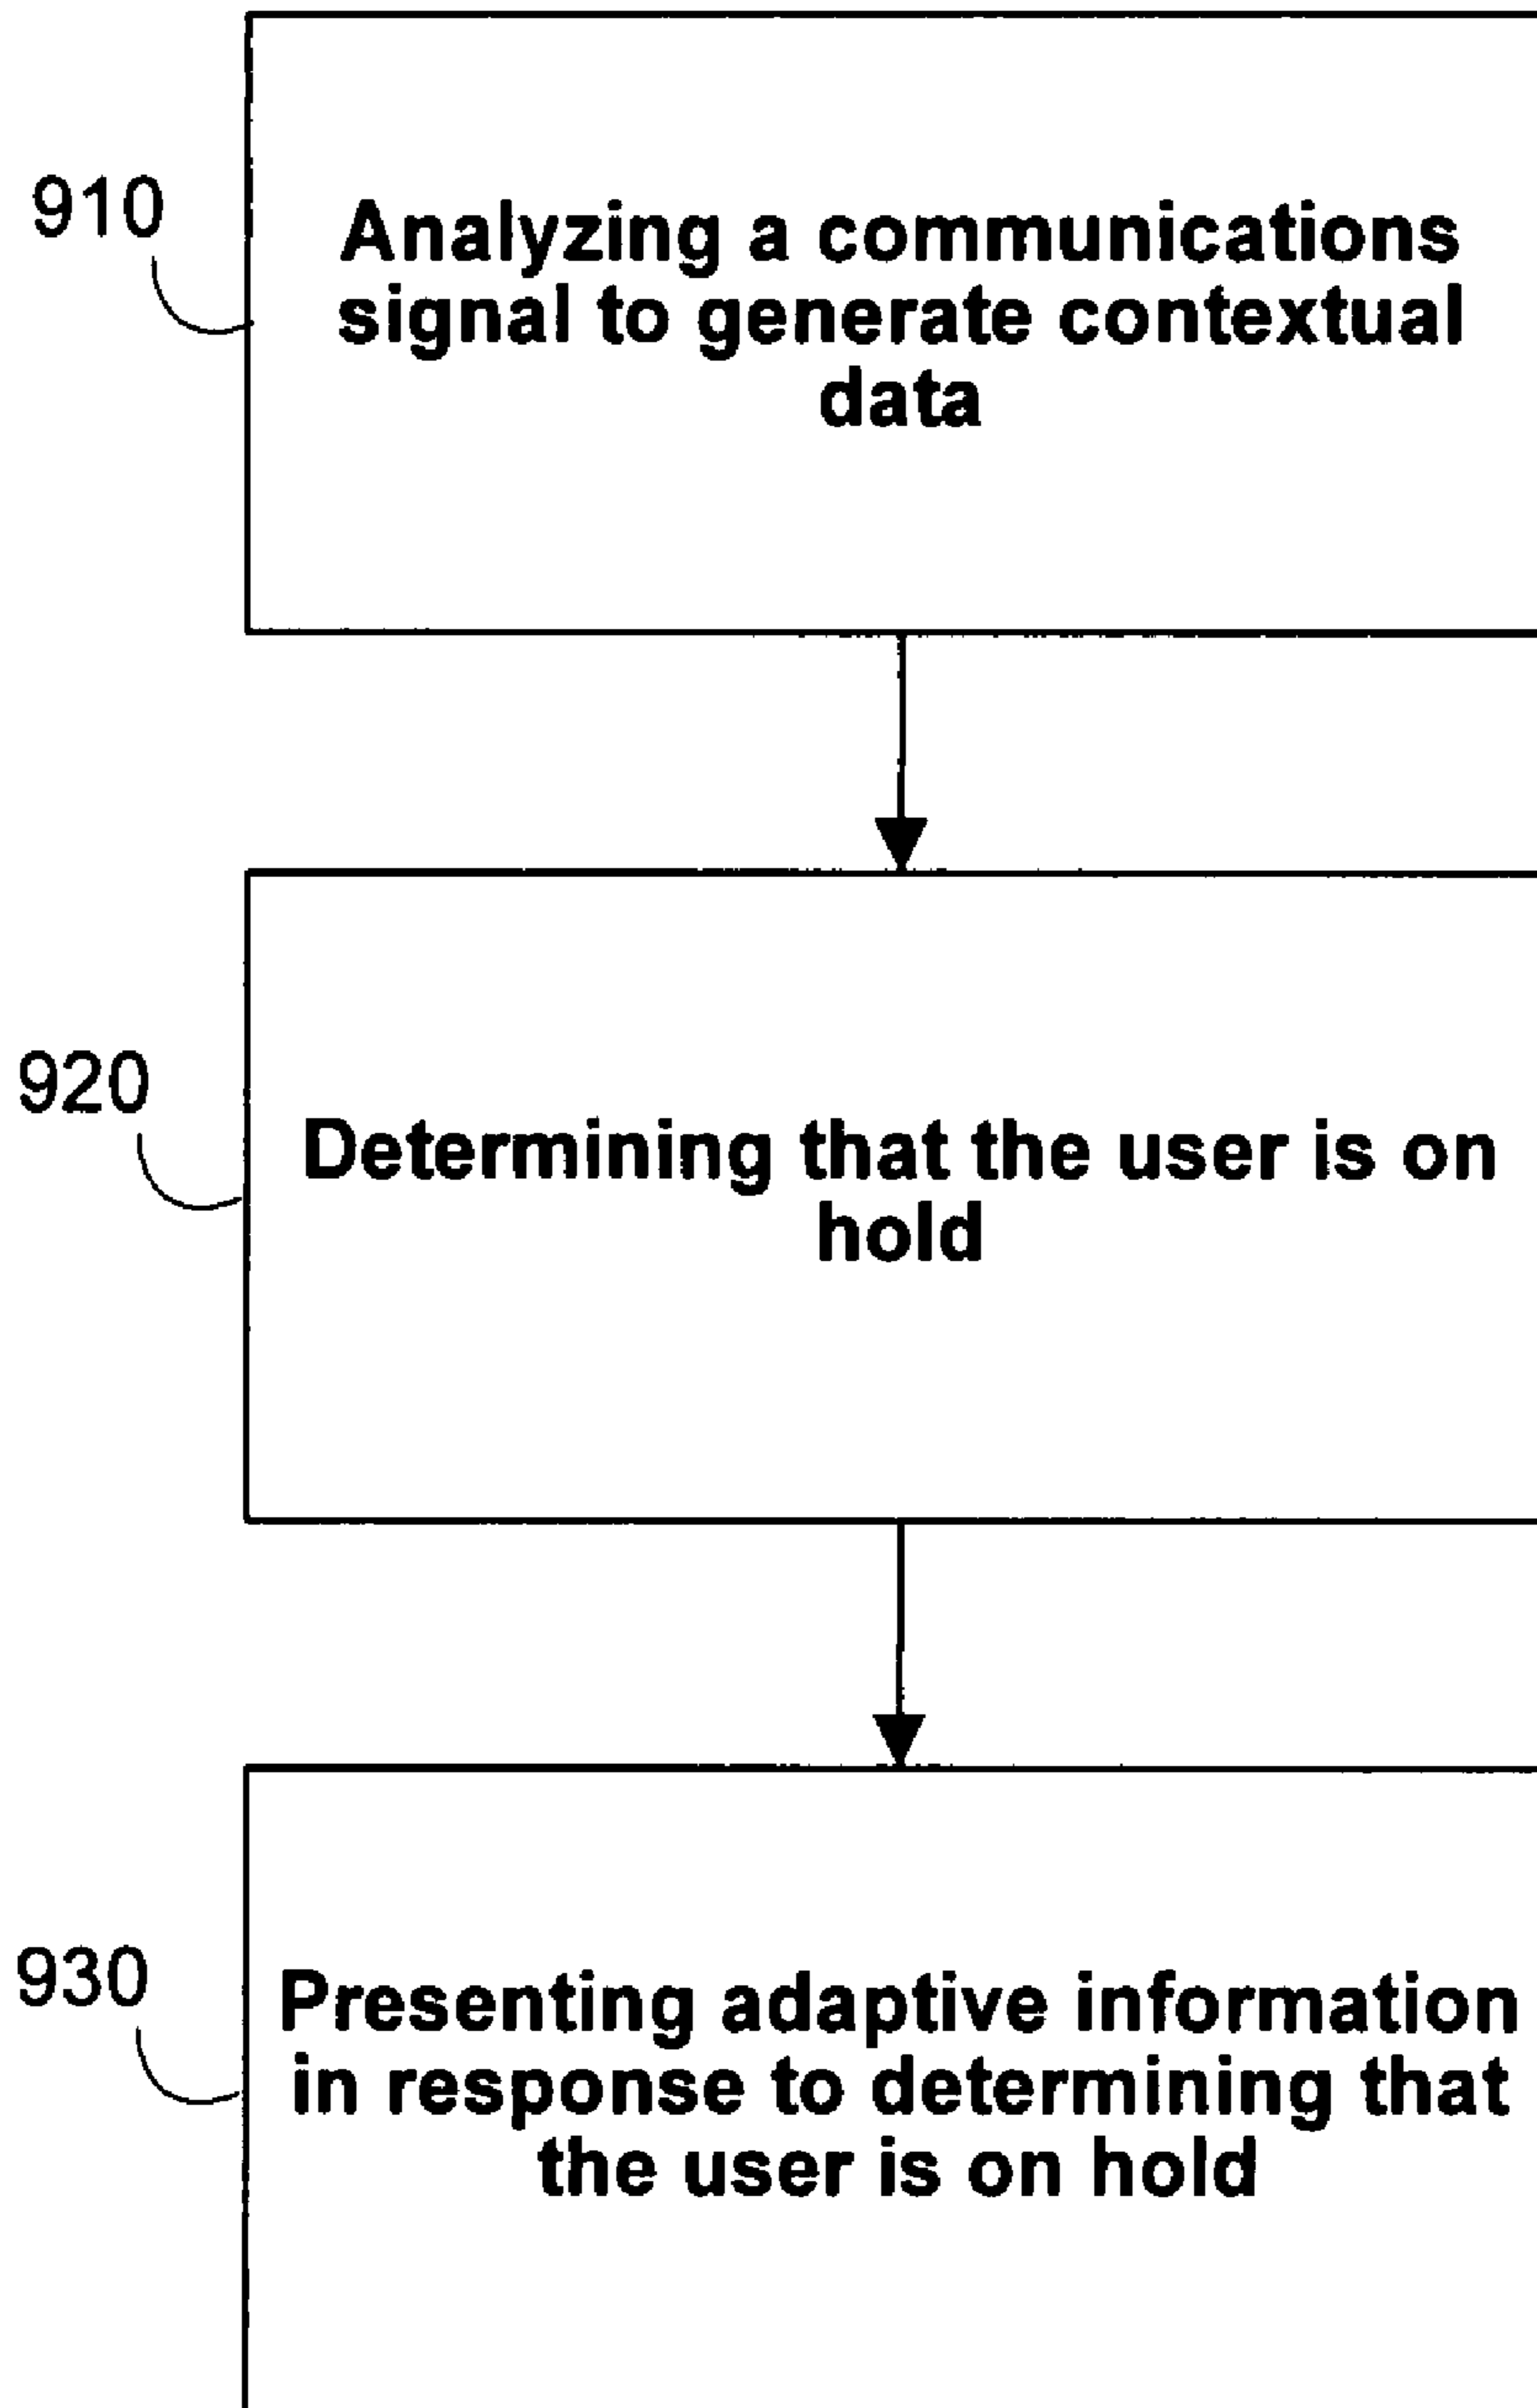 910
Analyzing a communications
signal to generate contextual
data
920
Determining that the user is on
hold
930
Presenting adaptive information
in response to determining that
the user is on hold